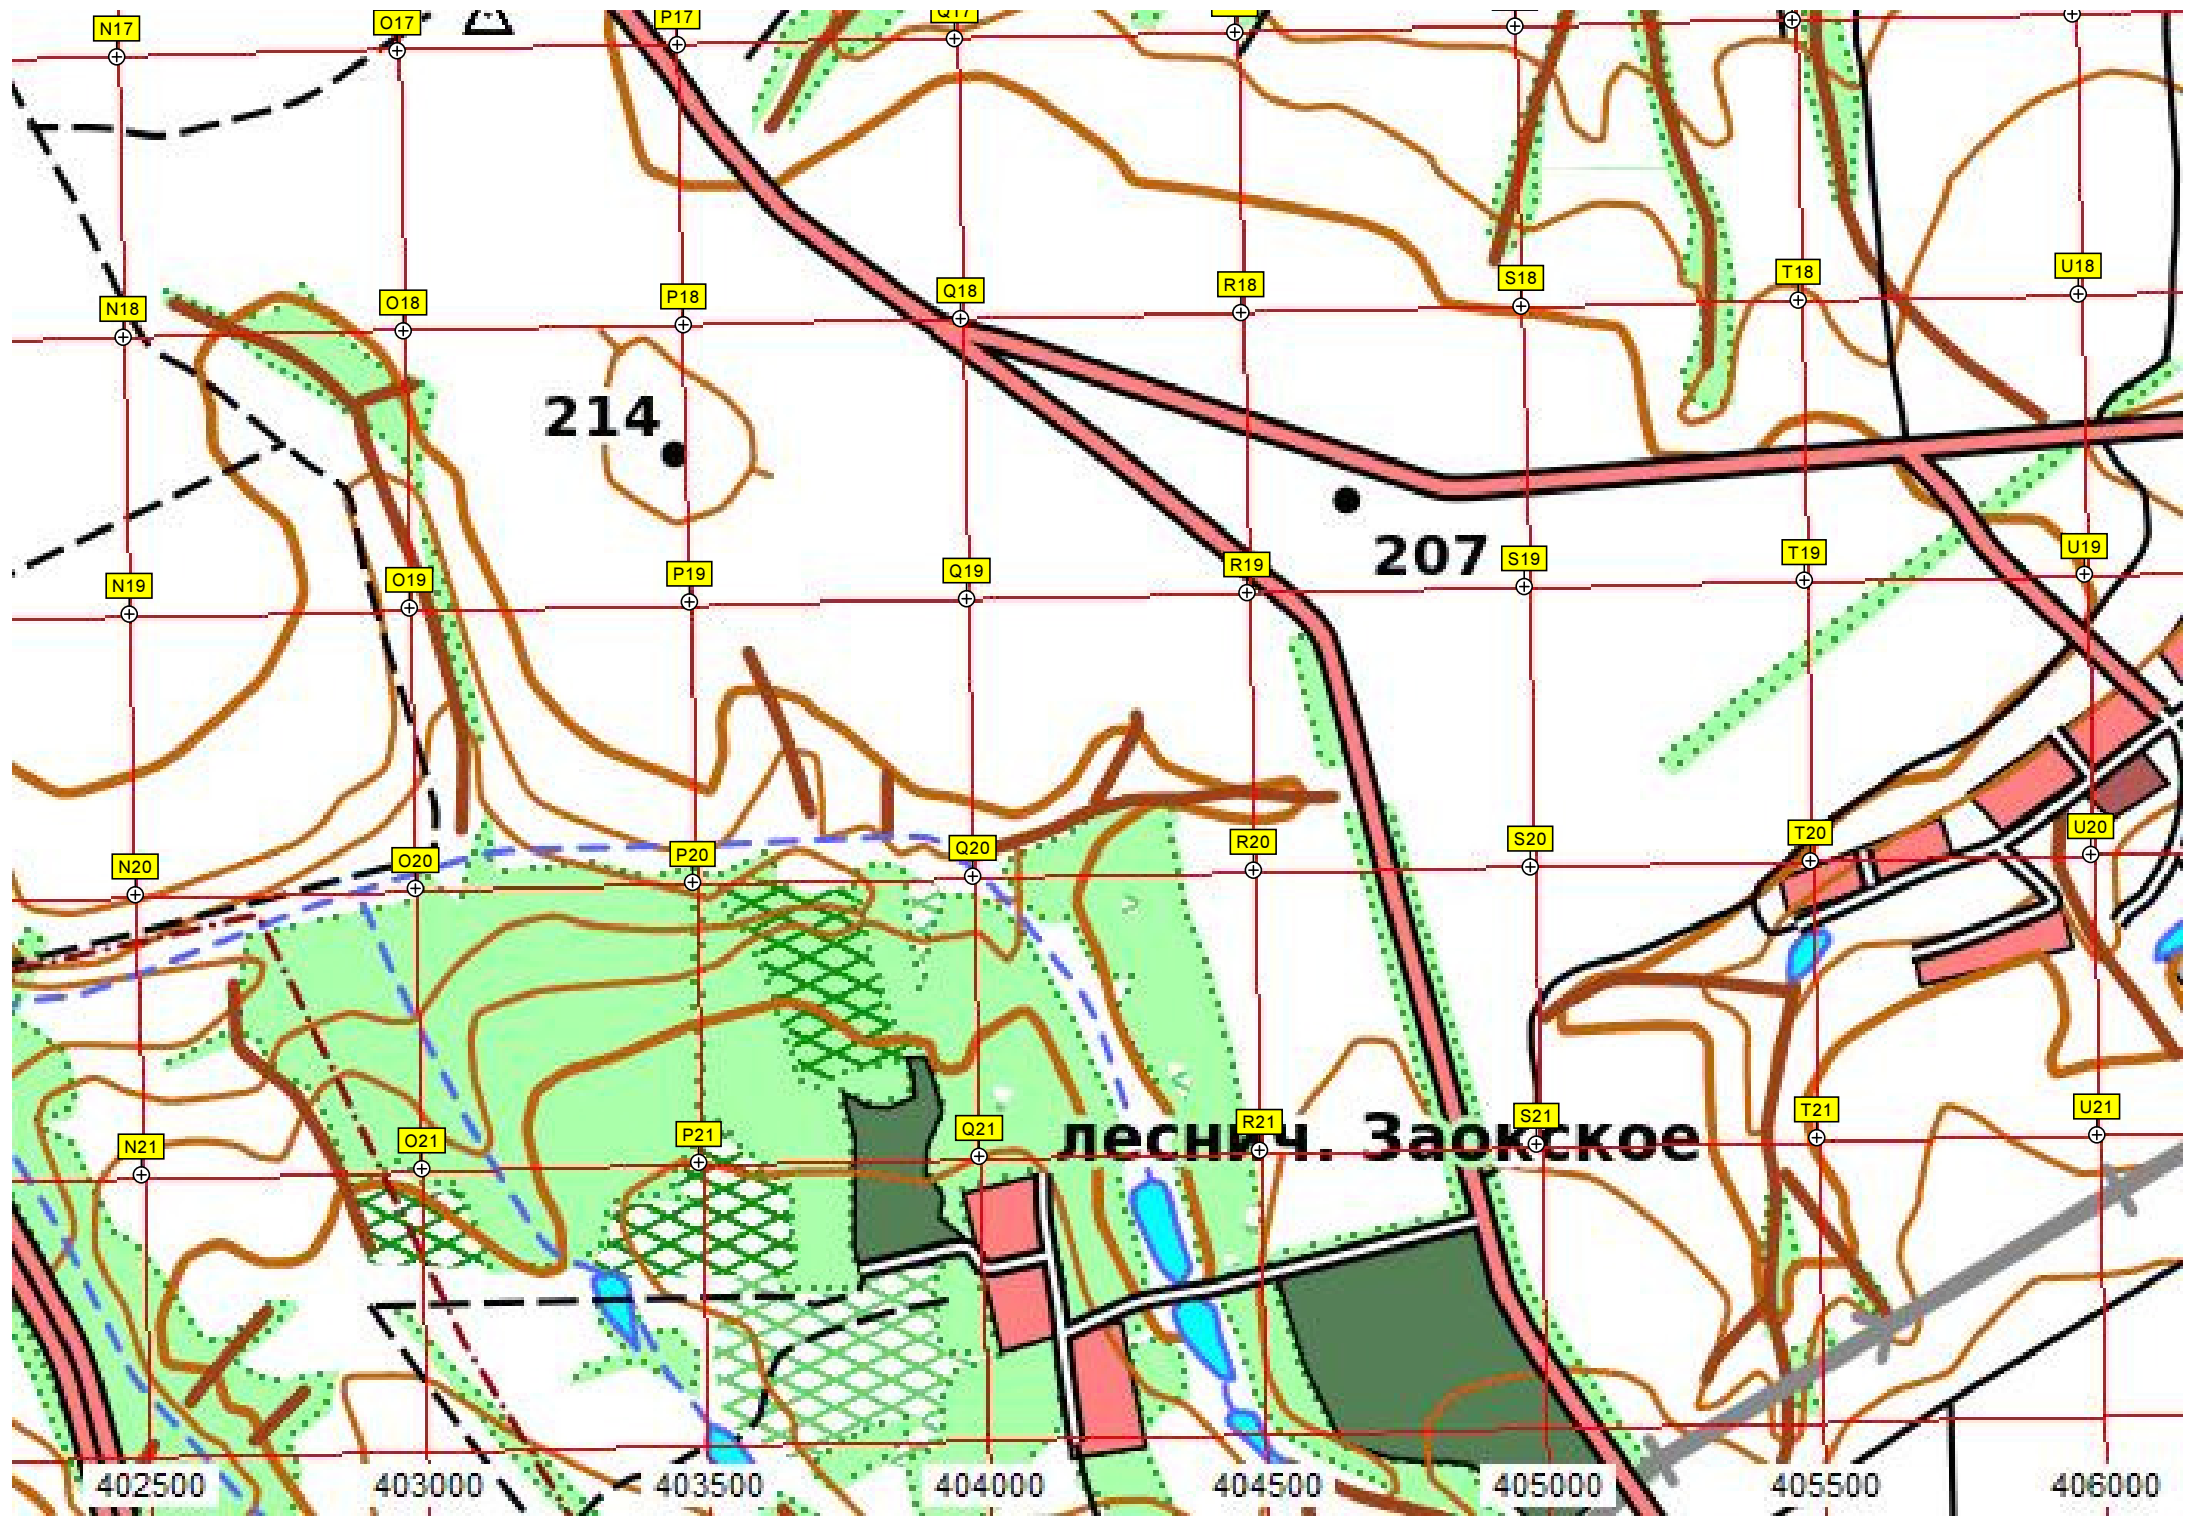 N17 O17 P17 Q17
N18 O18 P18 Q18 R18 S18 T18 U18
214
207
N19 O19 P19 Q19 R19 S19 T19 U19
N20 O20 P20 Q20 R20 S20 T20 U20
N21 O21 P21 Q21 R21 S21 T21 U21
леснич. Заокское
402500 403000 403500 404000 404500 405000 405500 406000